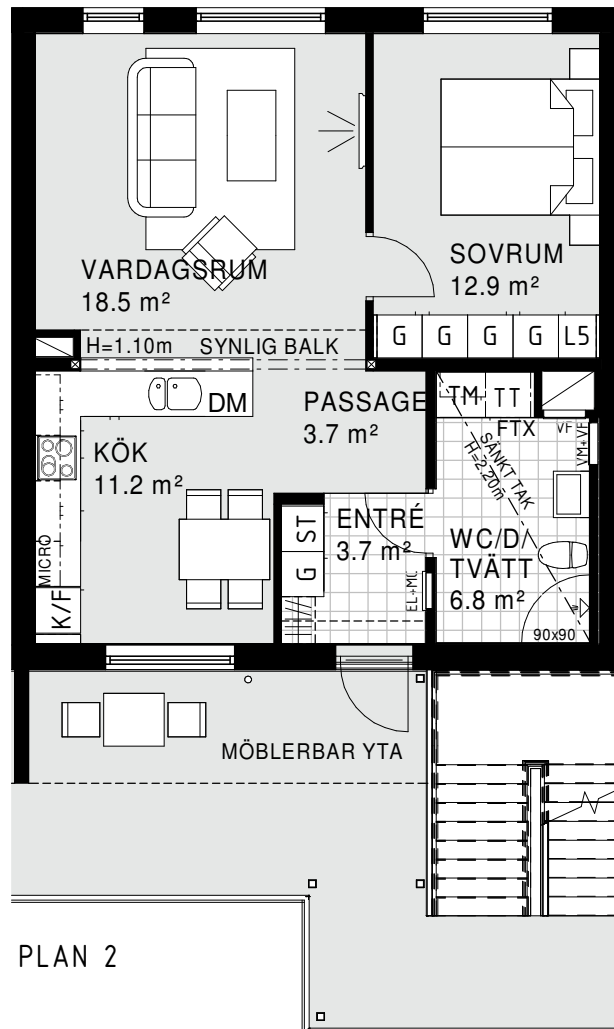 VARDAGSRUM
18.5 m²
SOVRUM
12.9 m²
G G G G L5
H=1.10m SYNLIG BALK
DM
PASSAGE
3.7 m²
TM TT
FTX
VF
VM+VF
SÄNKT TAK
H=2.20m
KÖK
11.2 m²
MICRO
K/F
ST
G
ENTRÉ
3.7 m²
WC/D/
TVÄTT
6.8 m²
90x90
MÖBLERBAR YTA
PLAN 2